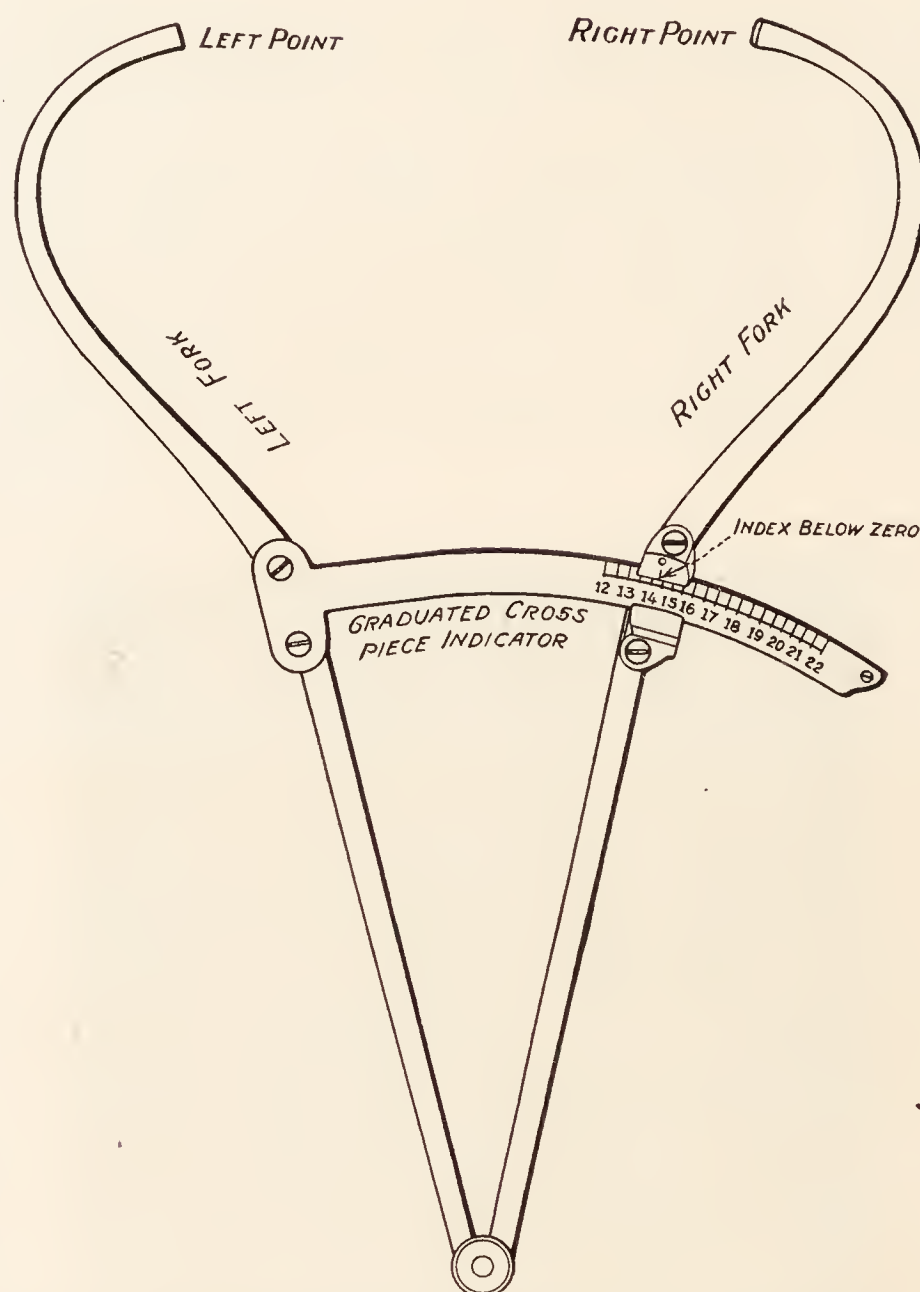 LEFT POINT
RIGHT POINT
LEFT FORK
RIGHT FORK
INDEX BELOW ZERO
0
12 13 14 15 16 17 18 19 20 21 22
GRADUATED CROSS
PIECE INDICATOR